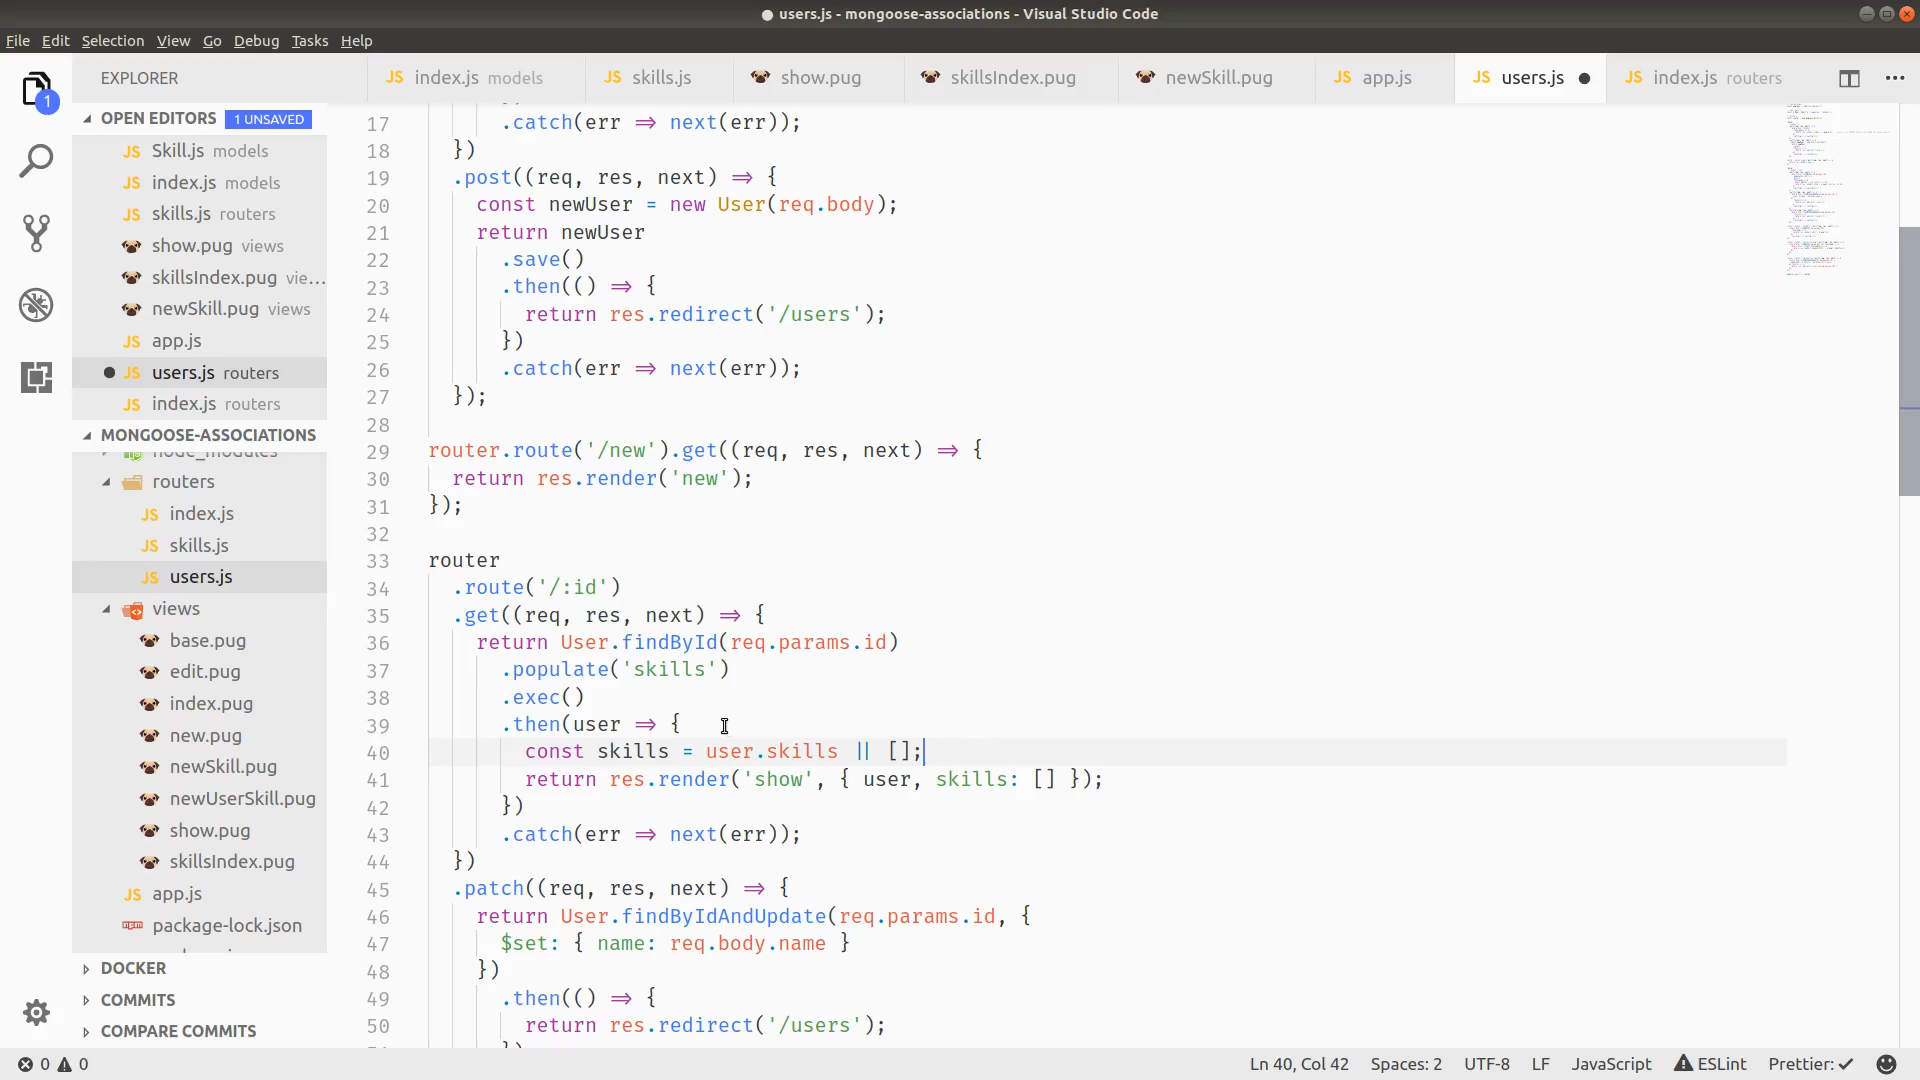 users.js - mongoose-associations - Visual Studio Code
File Edit Selection View Go Debug Tasks Help
1
EXPLORER
OPEN EDITORS 1 UNSAVED
JS Skill.js models
JS index.js models
JS skills.js routers
show.pug views
skillsIndex.pug vie...
newSkill.pug views
JS app.js
JS users.js routers
JS index.js routers
MONGOOSE-ASSOCIATIONS
node_modules
routers
JS index.js
JS skills.js
JS users.js
views
base.pug
edit.pug
index.pug
new.pug
newSkill.pug
newUserSkill.pug
show.pug
skillsIndex.pug
JS app.js
package-lock.json
DOCKER
COMMITS
COMPARE COMMITS
JS index.js models JS skills.js show.pug skillsIndex.pug newSkill.pug JS app.js JS users.js JS index.js routers
17 .catch(err => next(err));
18 })
19 .post((req, res, next) => {
20 const newUser = new User(req.body);
21 return newUser
22 .save()
23 .then(() => {
24 return res.redirect('/users');
25 })
26 .catch(err => next(err));
27 });
28
29 router.route('/new').get((req, res, next) => {
30 return res.render('new');
31 });
32
33 router
34 .route('/:id')
35 .get((req, res, next) => {
36 return User.findById(req.params.id)
37 .populate('skills')
38 .exec()
39 .then(user => {
40 const skills = user.skills || [];
41 return res.render('show', { user, skills: [] });
42 })
43 .catch(err => next(err));
44 })
45 .patch((req, res, next) => {
46 return User.findByIdAndUpdate(req.params.id, {
47 $set: { name: req.body.name }
48 })
49 .then(() => {
50 return res.redirect('/users');
0 0 Ln 40, Col 42 Spaces: 2 UTF-8 LF JavaScript ESLint Prettier: ✓